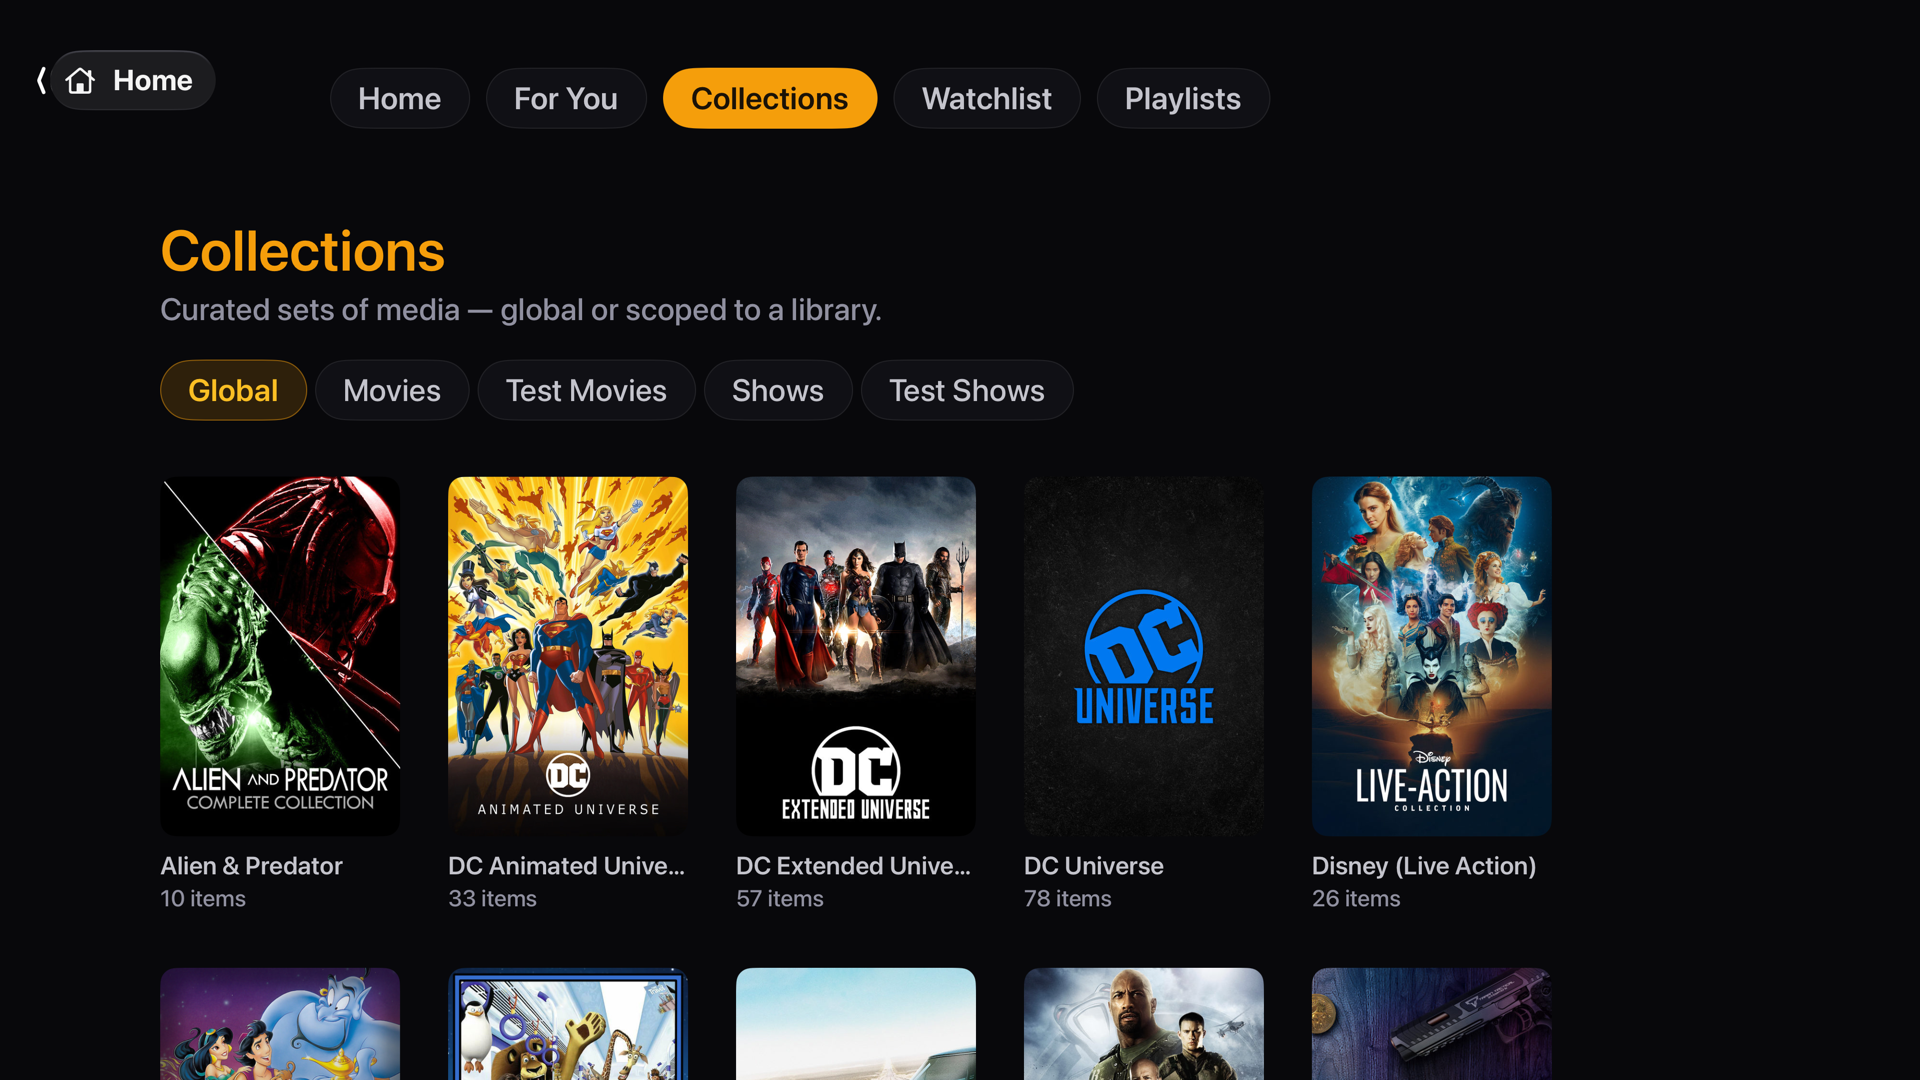 Home
Home For You Collections Watchlist Playlists
Collections
Curated sets of media — global or scoped to a library.
Global Movies Test Movies Shows Test Shows
ALIEN AND PREDATOR
COMPLETE COLLECTION
DC
ANIMATED UNIVERSE
DC
EXTENDED UNIVERSE
DC
UNIVERSE
Disney
LIVE-ACTION
COLLECTION
Alien & Predator
10 items
DC Animated Unive...
33 items
DC Extended Unive...
57 items
DC Universe
78 items
Disney (Live Action)
26 items